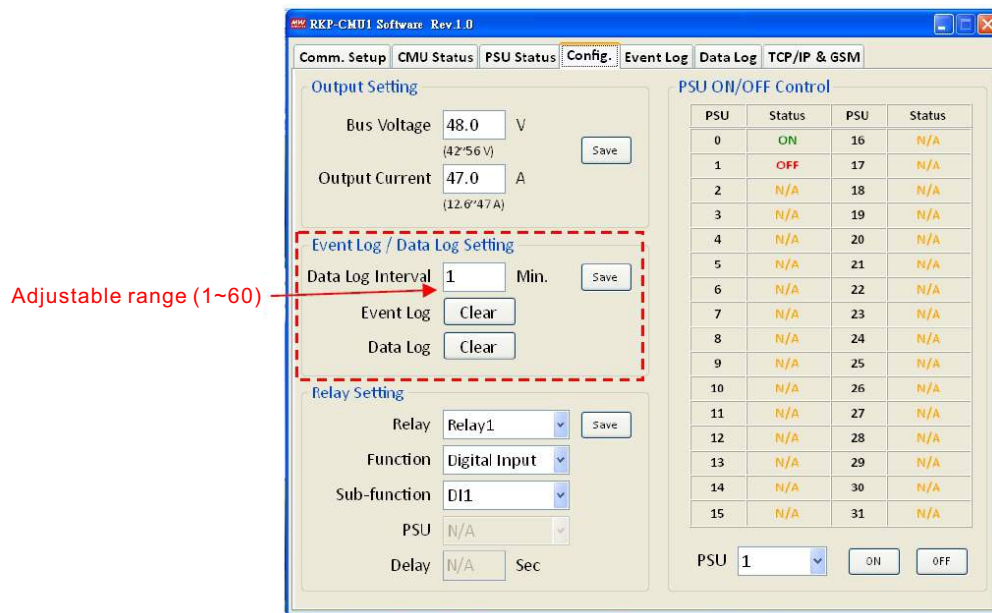 RKP-CMU1 Software Rev.1.0
Comm. Setup CMU Status PSU Status Config. Event Log Data Log TCP/IP & GSM
Output Setting
Bus Voltage 48.0 V
(42~56 V)
Save
Output Current 47.0 A
(12.6~47 A)
Event Log / Data Log Setting
Data Log Interval 1 Min. Save
Adjustable range (1~60)
Event Log Clear
Data Log Clear
Relay Setting
Relay Relay1 Save
Function Digital Input
Sub-function DI1
PSU N/A
Delay N/A Sec
PSU ON/OFF Control
PSU Status PSU Status
0 ON 16 N/A
1 OFF 17 N/A
2 N/A 18 N/A
3 N/A 19 N/A
4 N/A 20 N/A
5 N/A 21 N/A
6 N/A 22 N/A
7 N/A 23 N/A
8 N/A 24 N/A
9 N/A 25 N/A
10 N/A 26 N/A
11 N/A 27 N/A
12 N/A 28 N/A
13 N/A 29 N/A
14 N/A 30 N/A
15 N/A 31 N/A
PSU 1 ON OFF